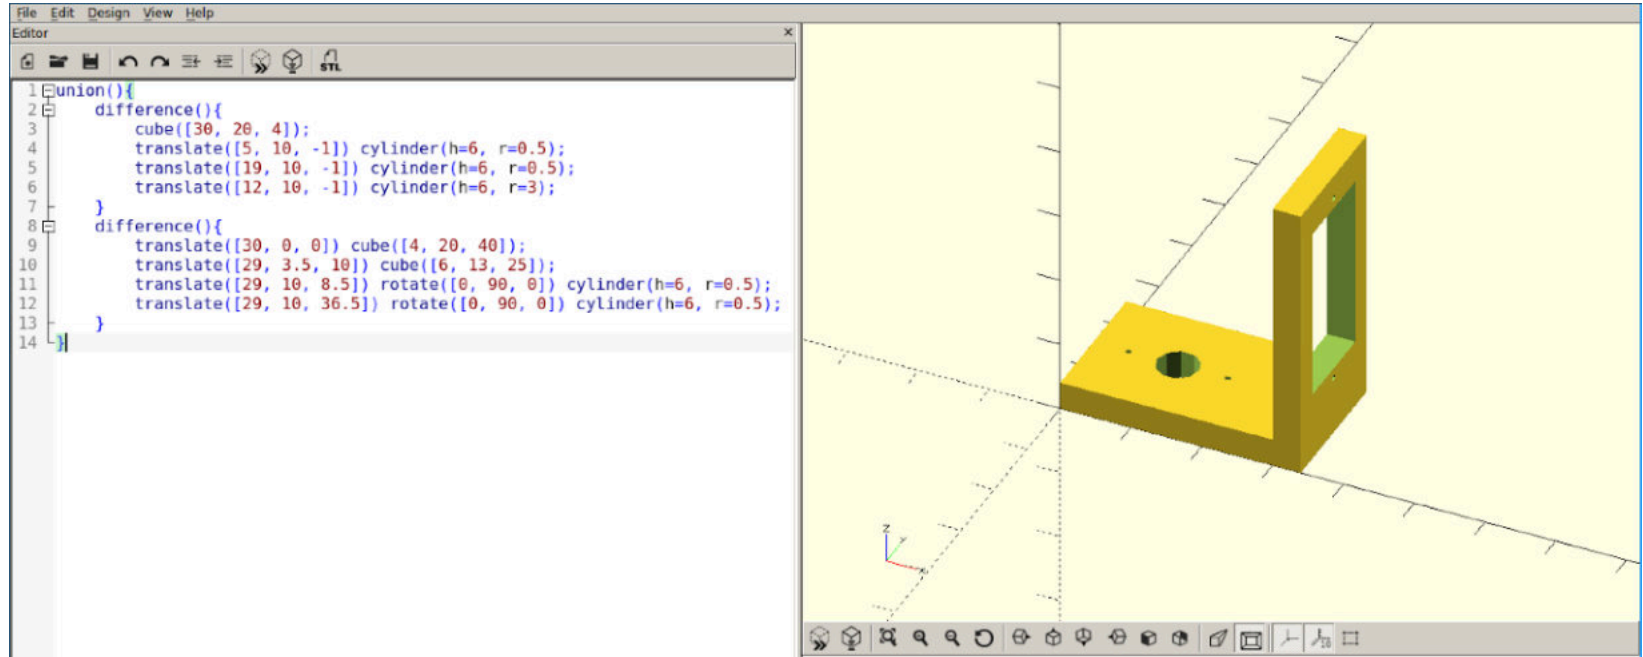 File Edit Design View Help
Editor
STL
1 union(){
2     difference(){
3         cube([30, 20, 4]);
4         translate([5, 10, -1]) cylinder(h=6, r=0.5);
5         translate([19, 10, -1]) cylinder(h=6, r=0.5);
6         translate([12, 10, -1]) cylinder(h=6, r=3);
7     }
8     difference(){
9         translate([30, 0, 0]) cube([4, 20, 40]);
10         translate([29, 3.5, 10]) cube([6, 13, 25]);
11         translate([29, 10, 8.5]) rotate([0, 90, 0]) cylinder(h=6, r=0.5);
12         translate([29, 10, 36.5]) rotate([0, 90, 0]) cylinder(h=6, r=0.5);
13     }
14 }
z
y
x
10